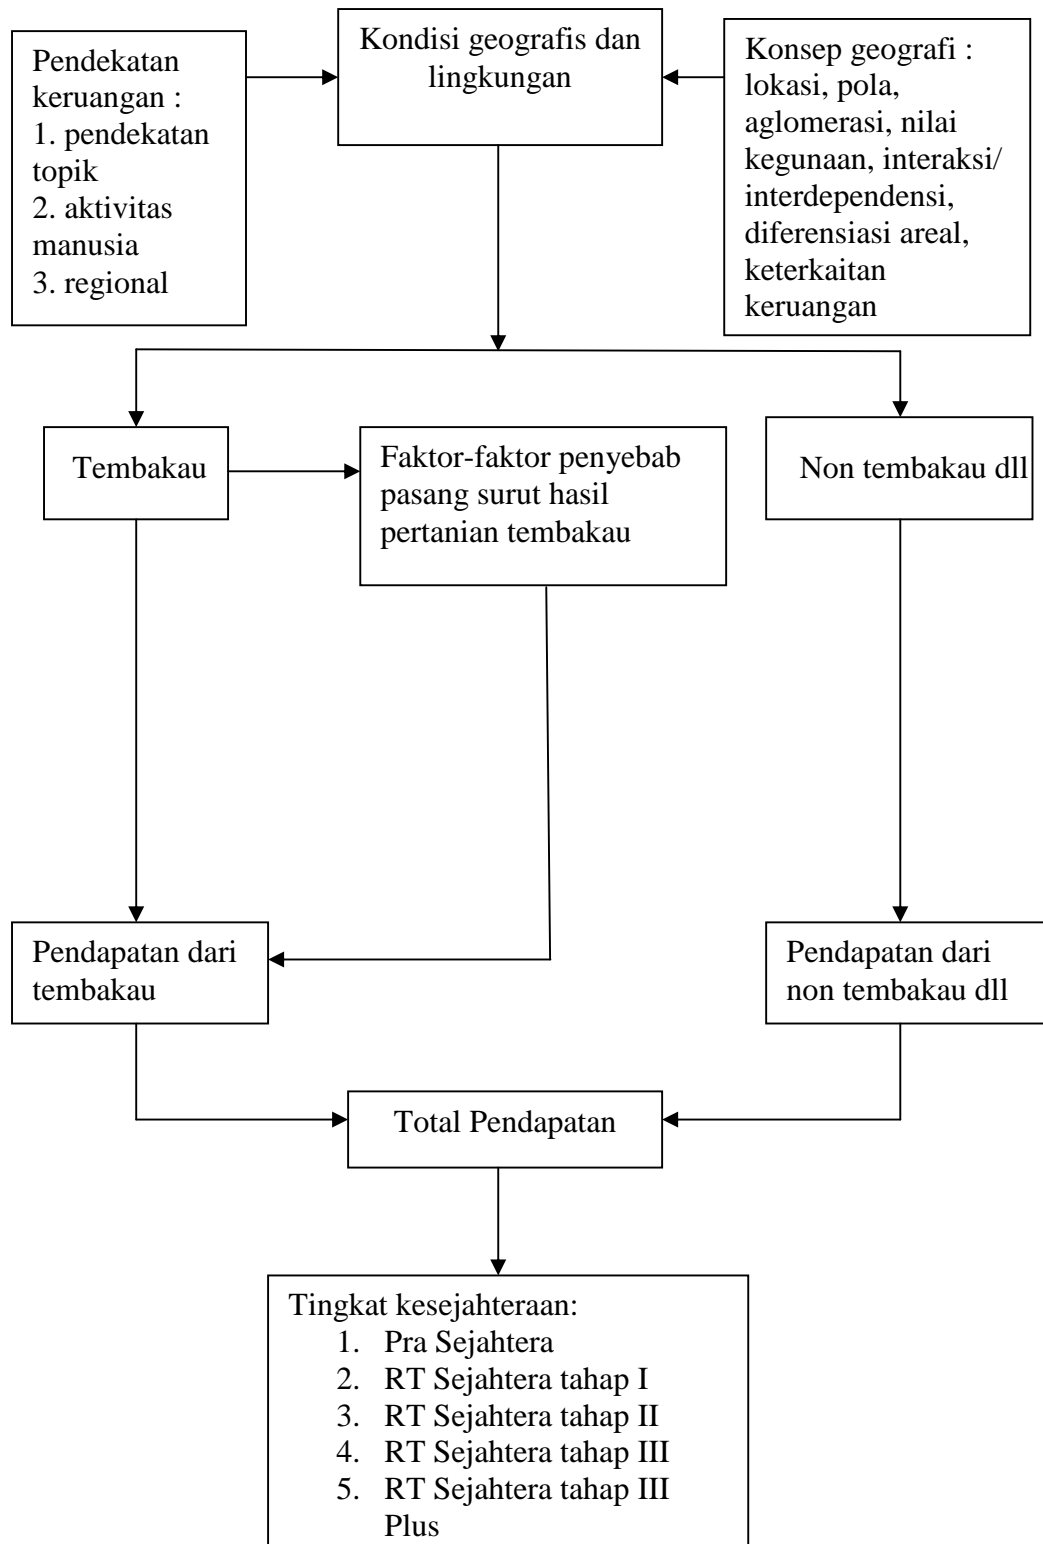 Pendekatan
keruangan :
1. pendekatan
topik
2. aktivitas
manusia
3. regional
Kondisi geografis dan
lingkungan
Konsep geografi :
lokasi, pola,
aglomerasi, nilai
kegunaan, interaksi/
interdependensi,
diferensiasi areal,
keterkaitan
keruangan
Tembakau
Faktor-faktor penyebab
pasang surut hasil
pertanian tembakau
Non tembakau dll
Pendapatan dari
tembakau
Pendapatan dari
non tembakau dll
Total Pendapatan
Tingkat kesejahteraan:
1. Pra Sejahtera
2. RT Sejahtera tahap I
3. RT Sejahtera tahap II
4. RT Sejahtera tahap III
5. RT Sejahtera tahap III
Plus